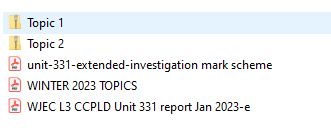 Topic 1
Topic 2
unit-331-extended-investigation mark scheme
WINTER 2023 TOPICS
WJEC L3 CCPLD Unit 331 report Jan 2023-e